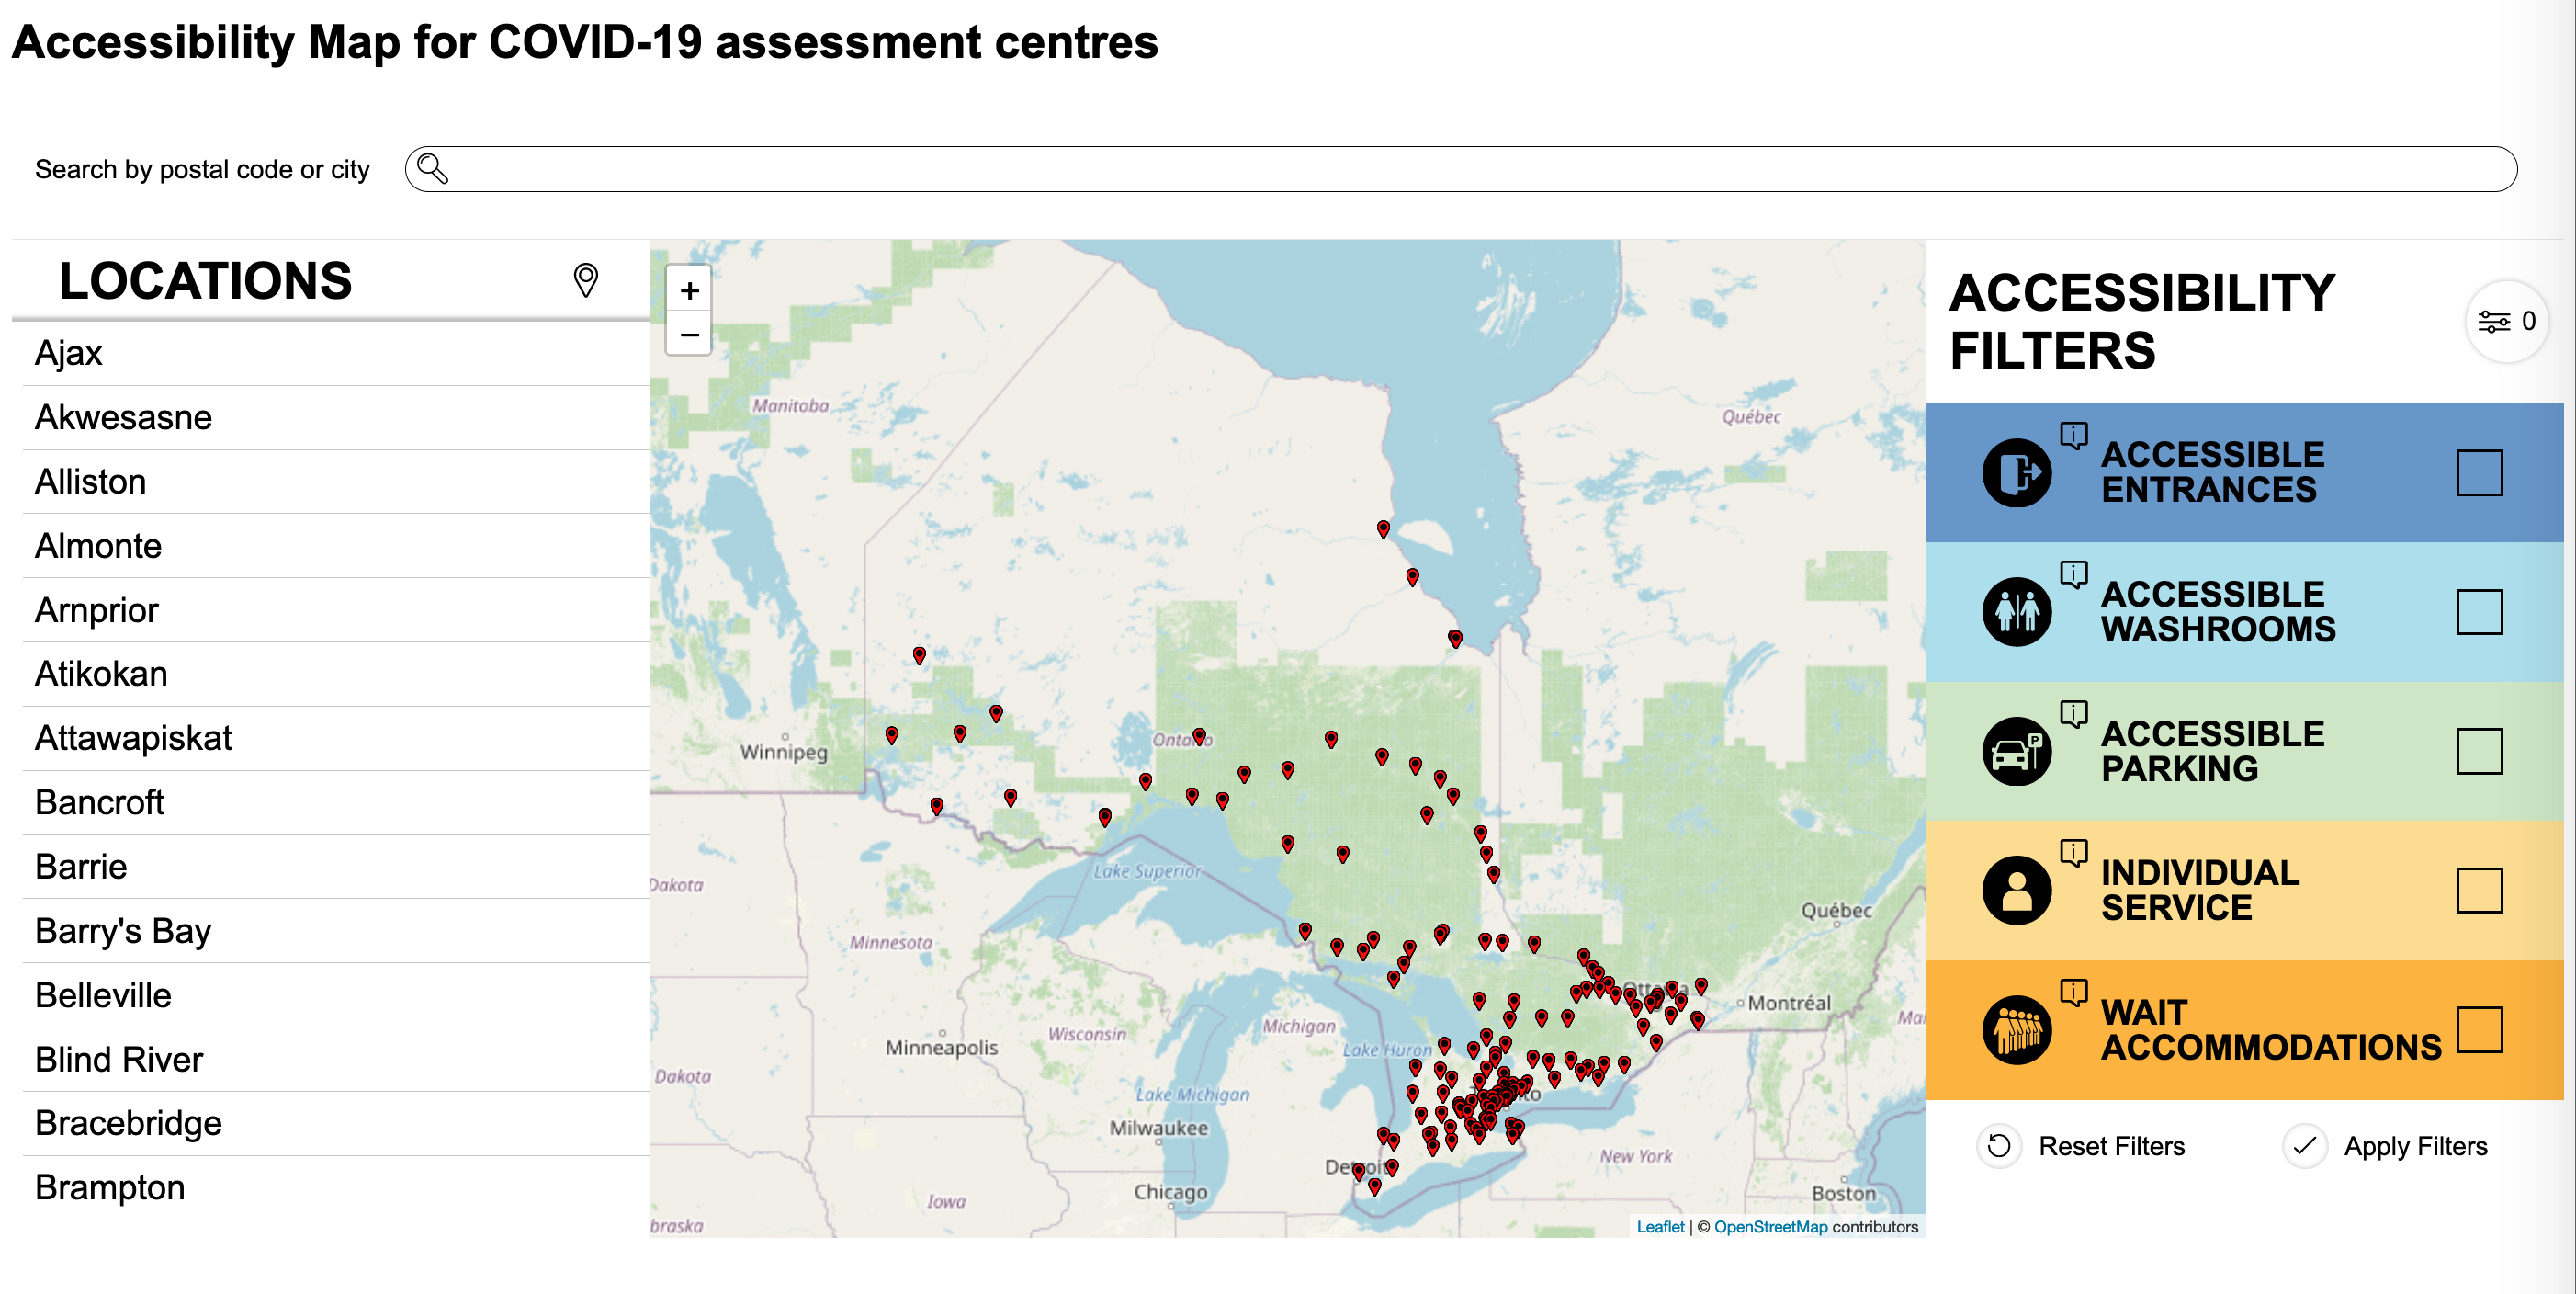 Accessibility Map for COVID-19 assessment centres
Search by postal code or city
LOCATIONS
Ajax
Akwesasne
Alliston
Almonte
Arnprior
Atikokan
Attawapiskat
Bancroft
Barrie
Barry's Bay
Belleville
Blind River
Bracebridge
Brampton
+
−
Manitoba
Québec
Winnipeg
Ontario
Lake Superior
Dakota
Minnesota
Québec
Ottawa
Montréal
Wisconsin
Michigan
Lake Huron
Minneapolis
Dakota
Lake Michigan
Milwaukee
New York
Detroit
Chicago
Boston
Iowa
braska
Leaflet | © OpenStreetMap contributors
ACCESSIBILITY
FILTERS
0
ACCESSIBLE
ENTRANCES
ACCESSIBLE
WASHROOMS
P
ACCESSIBLE
PARKING
INDIVIDUAL
SERVICE
WAIT
ACCOMMODATIONS
Reset Filters
Apply Filters